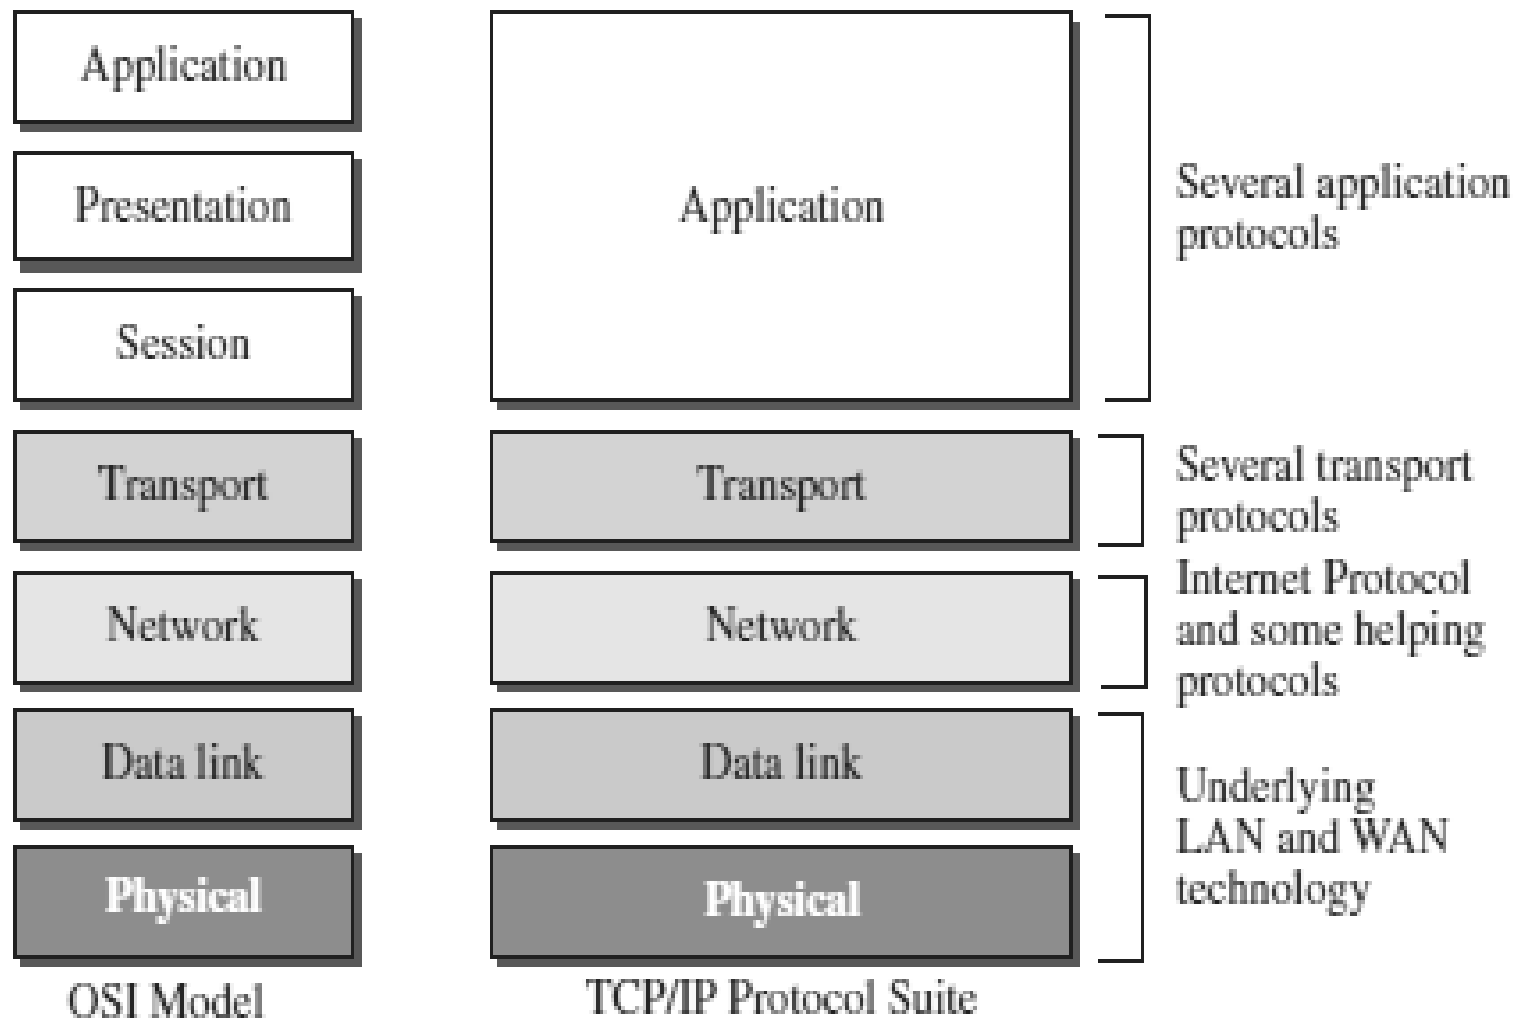 Application
Presentation
Session
Transport
Network
Data link
Physical
OSI Model
Application
Transport
Network
Data link
Physical
TCP/IP Protocol Suite
Several application
protocols
Several transport
protocols
Internet Protocol
and some helping
protocols
Underlying
LAN and WAN
technology